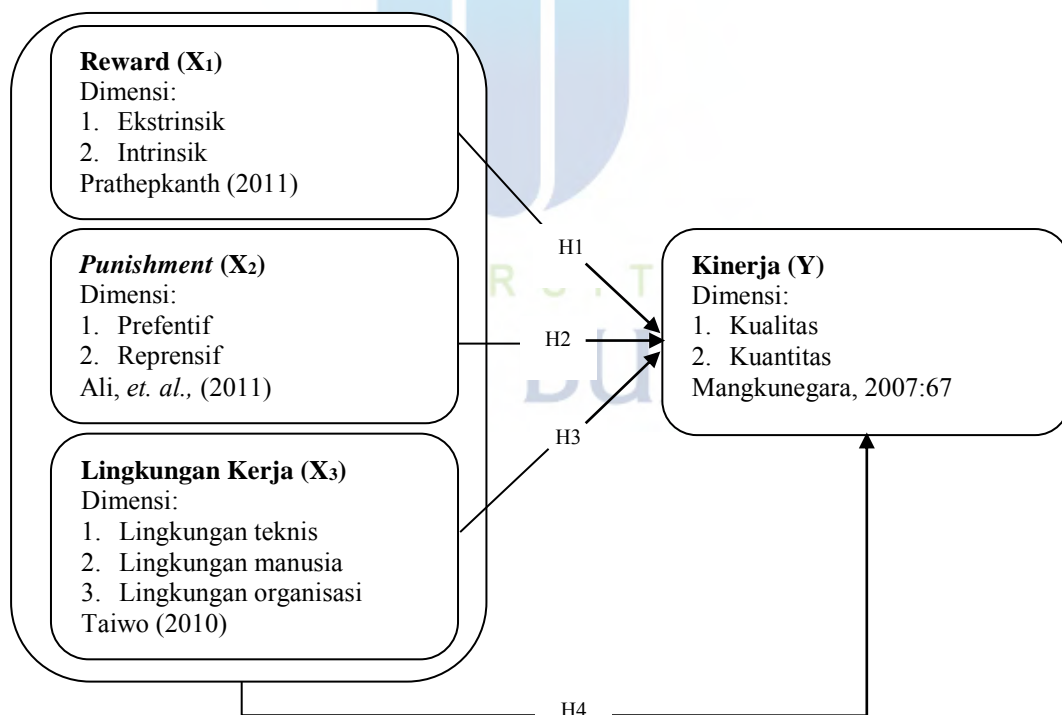 Reward (X₁)
Dimensi:
1. Ekstrinsik
2. Intrinsik
Prathepkanth (2011)
Punishment (X₂)
Dimensi:
1. Prefentif
2. Reprensif
Ali, et. al., (2011)
Lingkungan Kerja (X₃)
Dimensi:
1. Lingkungan teknis
2. Lingkungan manusia
3. Lingkungan organisasi
Taiwo (2010)
H1
H2
H3
H4
Kinerja (Y)
Dimensi:
1. Kualitas
2. Kuantitas
Mangkunegara, 2007:67